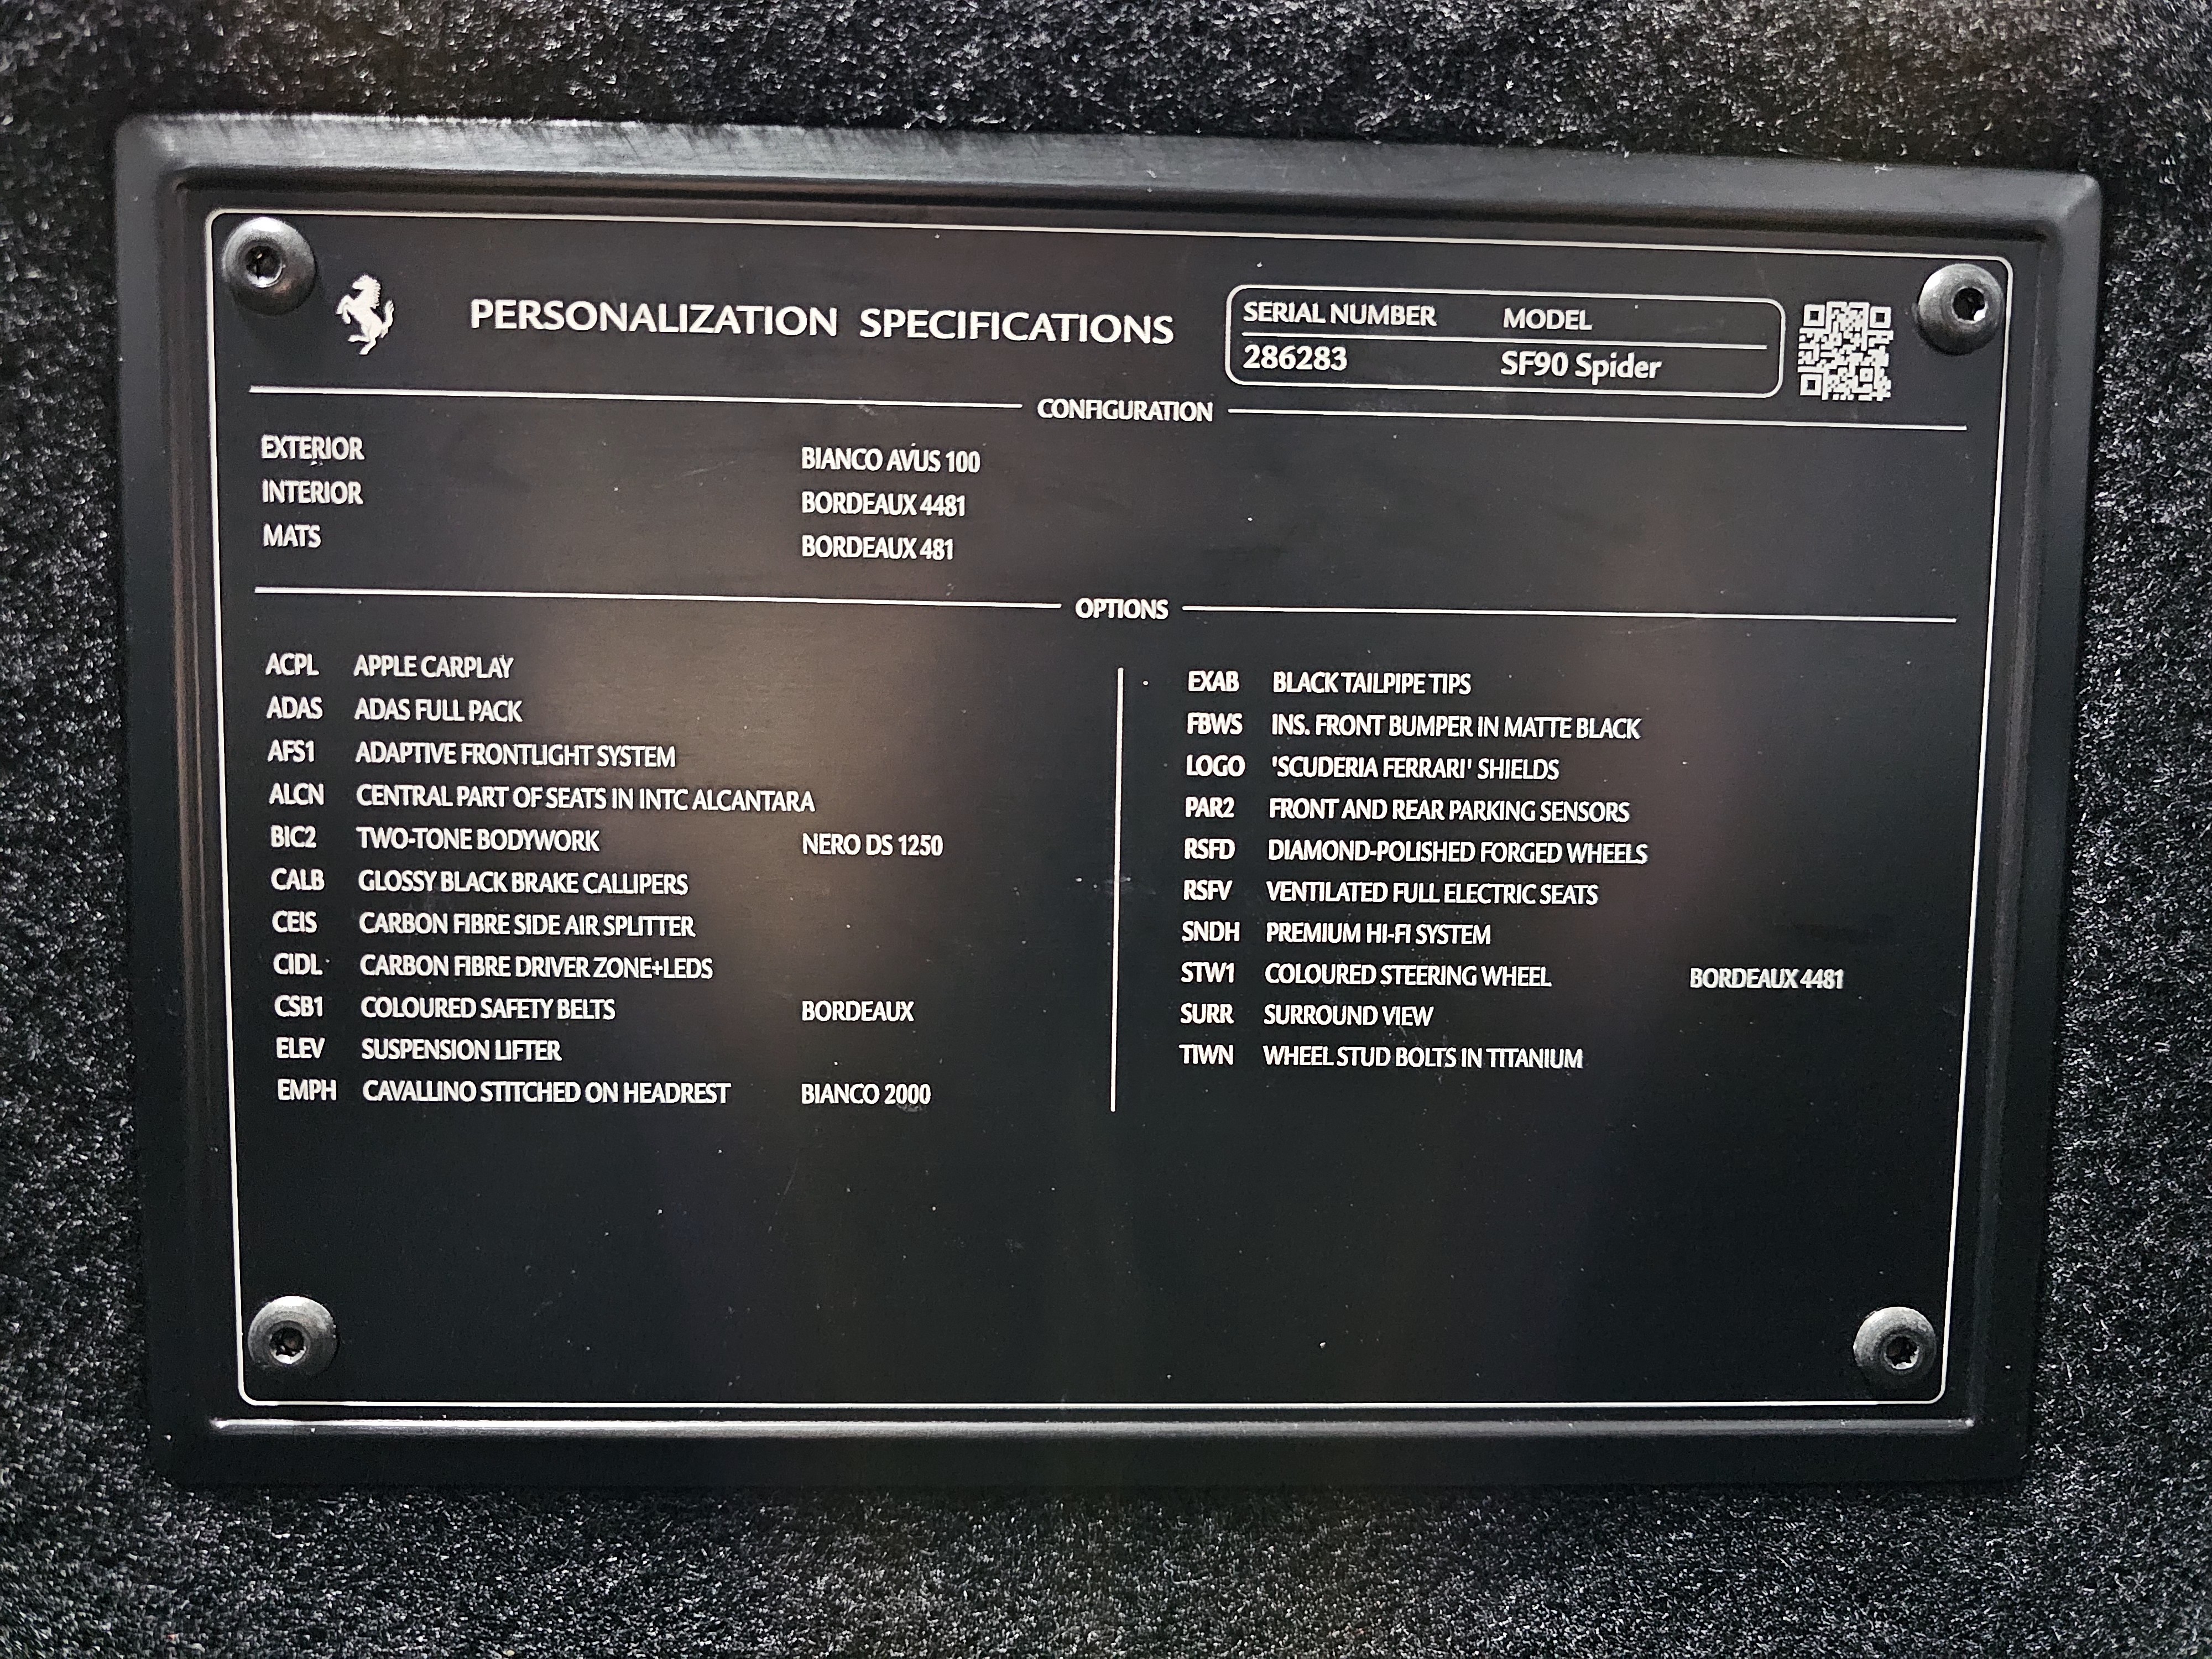 PERSONALIZATION SPECIFICATIONS
SERIAL NUMBER MODEL
286283 SF90 Spider
CONFIGURATION
EXTERIOR BIANCO AVUS 100
INTERIOR BORDEAUX 4481
MATS BORDEAUX 481
OPTIONS
ACPL APPLE CARPLAY
ADAS ADAS FULL PACK
AFS1 ADAPTIVE FRONTLIGHT SYSTEM
ALCN CENTRAL PART OF SEATS IN INTC ALCANTARA
BIC2 TWO-TONE BODYWORK NERO DS 1250
CALB GLOSSY BLACK BRAKE CALLIPERS
CEIS CARBON FIBRE SIDE AIR SPLITTER
CIDL CARBON FIBRE DRIVER ZONE+LEDS
CSB1 COLOURED SAFETY BELTS BORDEAUX
ELEV SUSPENSION LIFTER
EMPH CAVALLINO STITCHED ON HEADREST BIANCO 2000
EXAB BLACK TAILPIPE TIPS
FBWS INS. FRONT BUMPER IN MATTE BLACK
LOGO 'SCUDERIA FERRARI' SHIELDS
PAR2 FRONT AND REAR PARKING SENSORS
RSFD DIAMOND-POLISHED FORGED WHEELS
RSFV VENTILATED FULL ELECTRIC SEATS
SNDH PREMIUM HI-FI SYSTEM
STW1 COLOURED STEERING WHEEL BORDEAUX 4481
SURR SURROUND VIEW
TIWN WHEEL STUD BOLTS IN TITANIUM